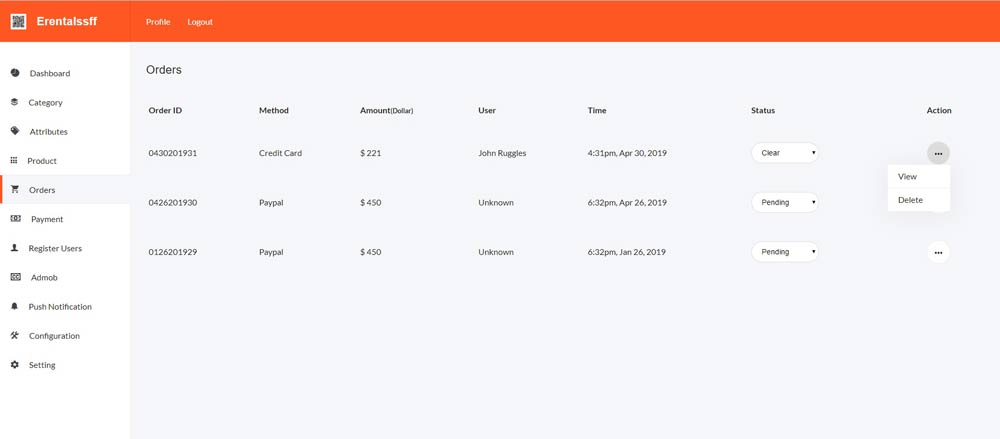 Erentalssff Profile Logout
Dashboard
Category
Attributes
Product
Orders
Payment
Register Users
Admob
Push Notification
Configuration
Setting
Orders
Order ID Method Amount(Dollar) User Time Status Action
0430201931 Credit Card $ 221 John Ruggles 4:31pm, Apr 30, 2019 Clear
View
Delete
0426201930 Paypal $ 450 Unknown 6:32pm, Apr 26, 2019 Pending
0126201929 Paypal $ 450 Unknown 6:32pm, Jan 26, 2019 Pending